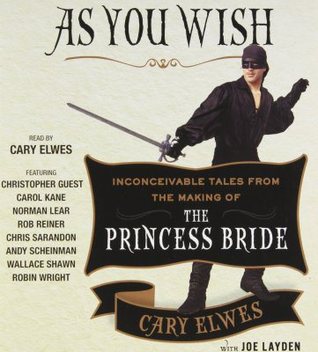 AS YOU WISH
READ BY
CARY ELWES
FEATURING
CHRISTOPHER GUEST
CAROL KANE
NORMAN LEAR
ROB REINER
CHRIS SARANDON
ANDY SCHEINMAN
WALLACE SHAWN
ROBIN WRIGHT
INCONCEIVABLE TALES FROM
THE MAKING OF
THE
PRINCESS BRIDE
CARY ELWES
WITH JOE LAYDEN